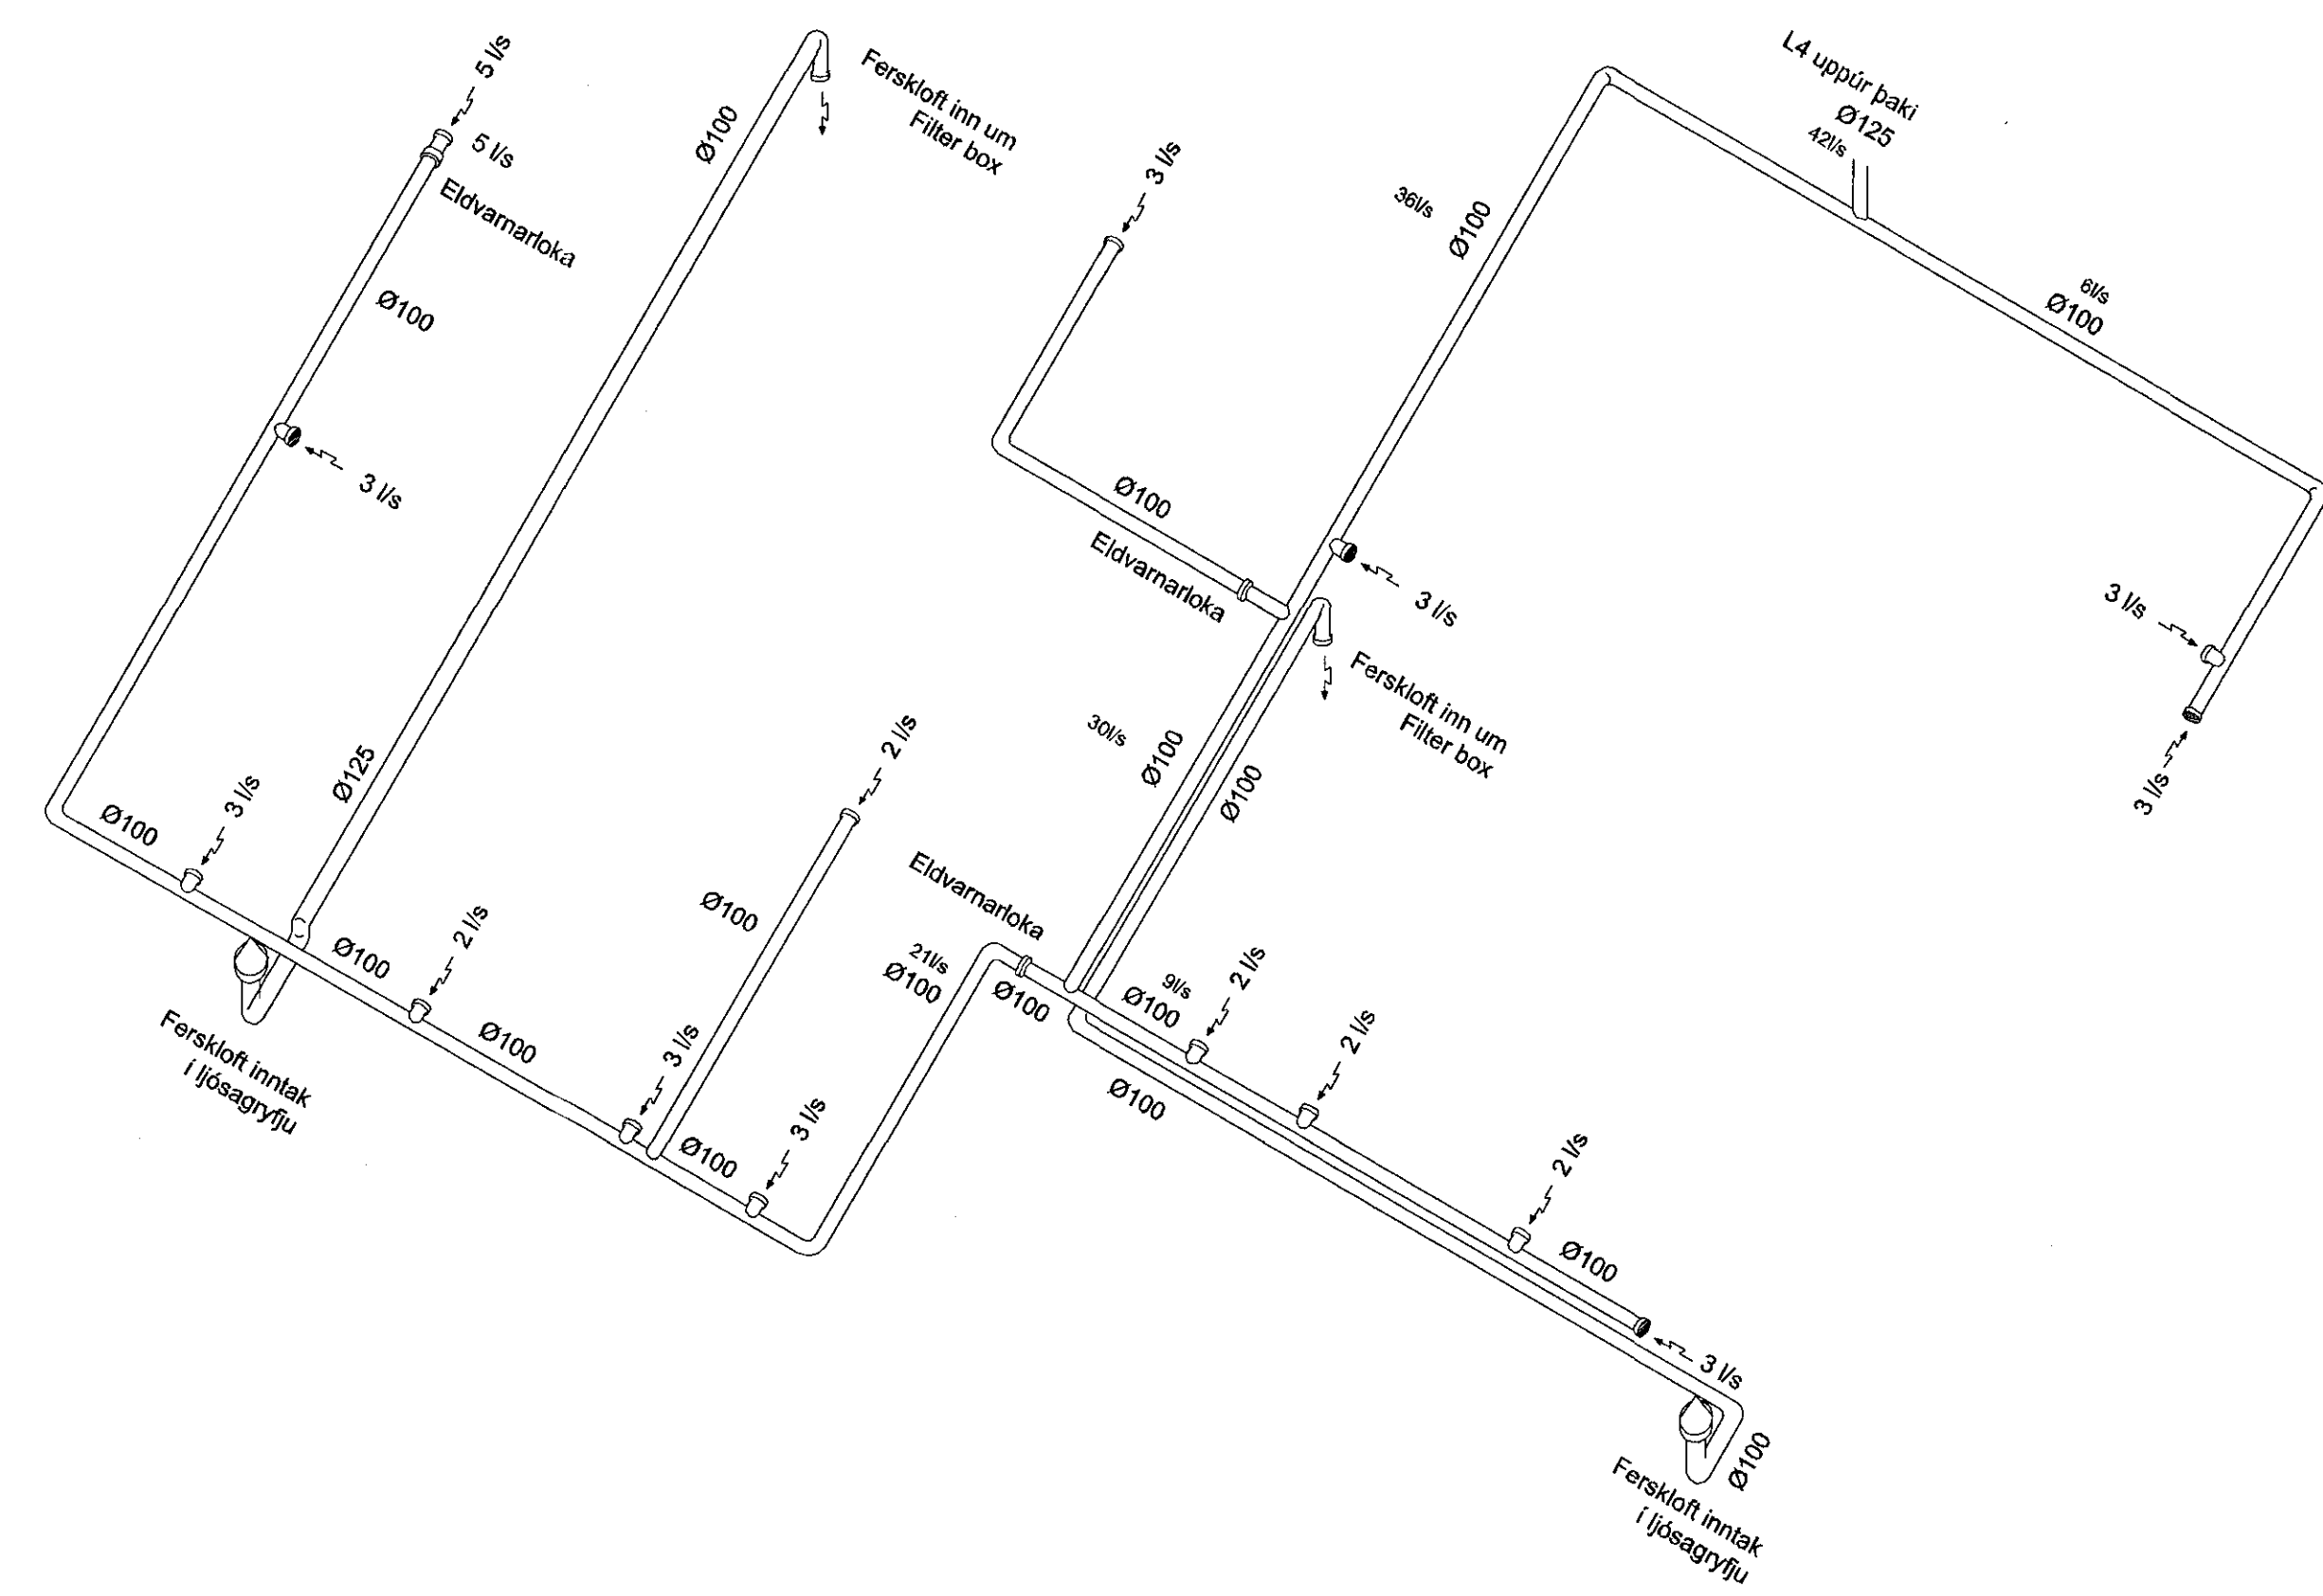 5 l/s
5 l/s
Eldvarnarloka
Ø100
3 l/s
Ø100
Ferskloft inn um
Filter box
Ø125
Ø100
3 l/s
Ø100
2 l/s
Ø100
3 l/s
Ø100
2 l/s
Ø100
3 l/s
Ferskloft inntak
í ljósagryfju
3 l/s
Ø100
Eldvarnarloka
36l/s
Ø100
L4 uppúr þaki
Ø125
42l/s
6l/s
Ø100
3 l/s
3 l/s
3 l/s
Ferskloft inn um
Filter box
30l/s
Ø100
Ø100
Eldvarnarloka
21l/s
Ø100
Ø100
9l/s
Ø100
2 l/s
2 l/s
2 l/s
Ø100
Ø100
3 l/s
Ø100
Ferskloft inntak
í ljósagryfju